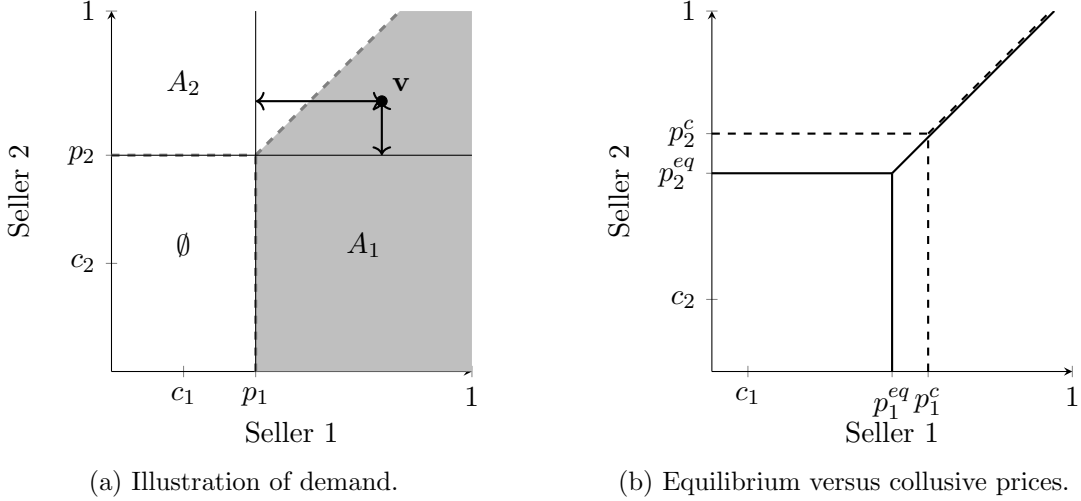 1
A₂
v
p₂
Seller 2
∅
A₁
c₂
c₁
p₁
1
Seller 1
(a) Illustration of demand.
1
p₂ᶜ
p₂ᵉq
Seller 2
c₂
c₁
p₁ᵉq p₁ᶜ
1
Seller 1
(b) Equilibrium versus collusive prices.